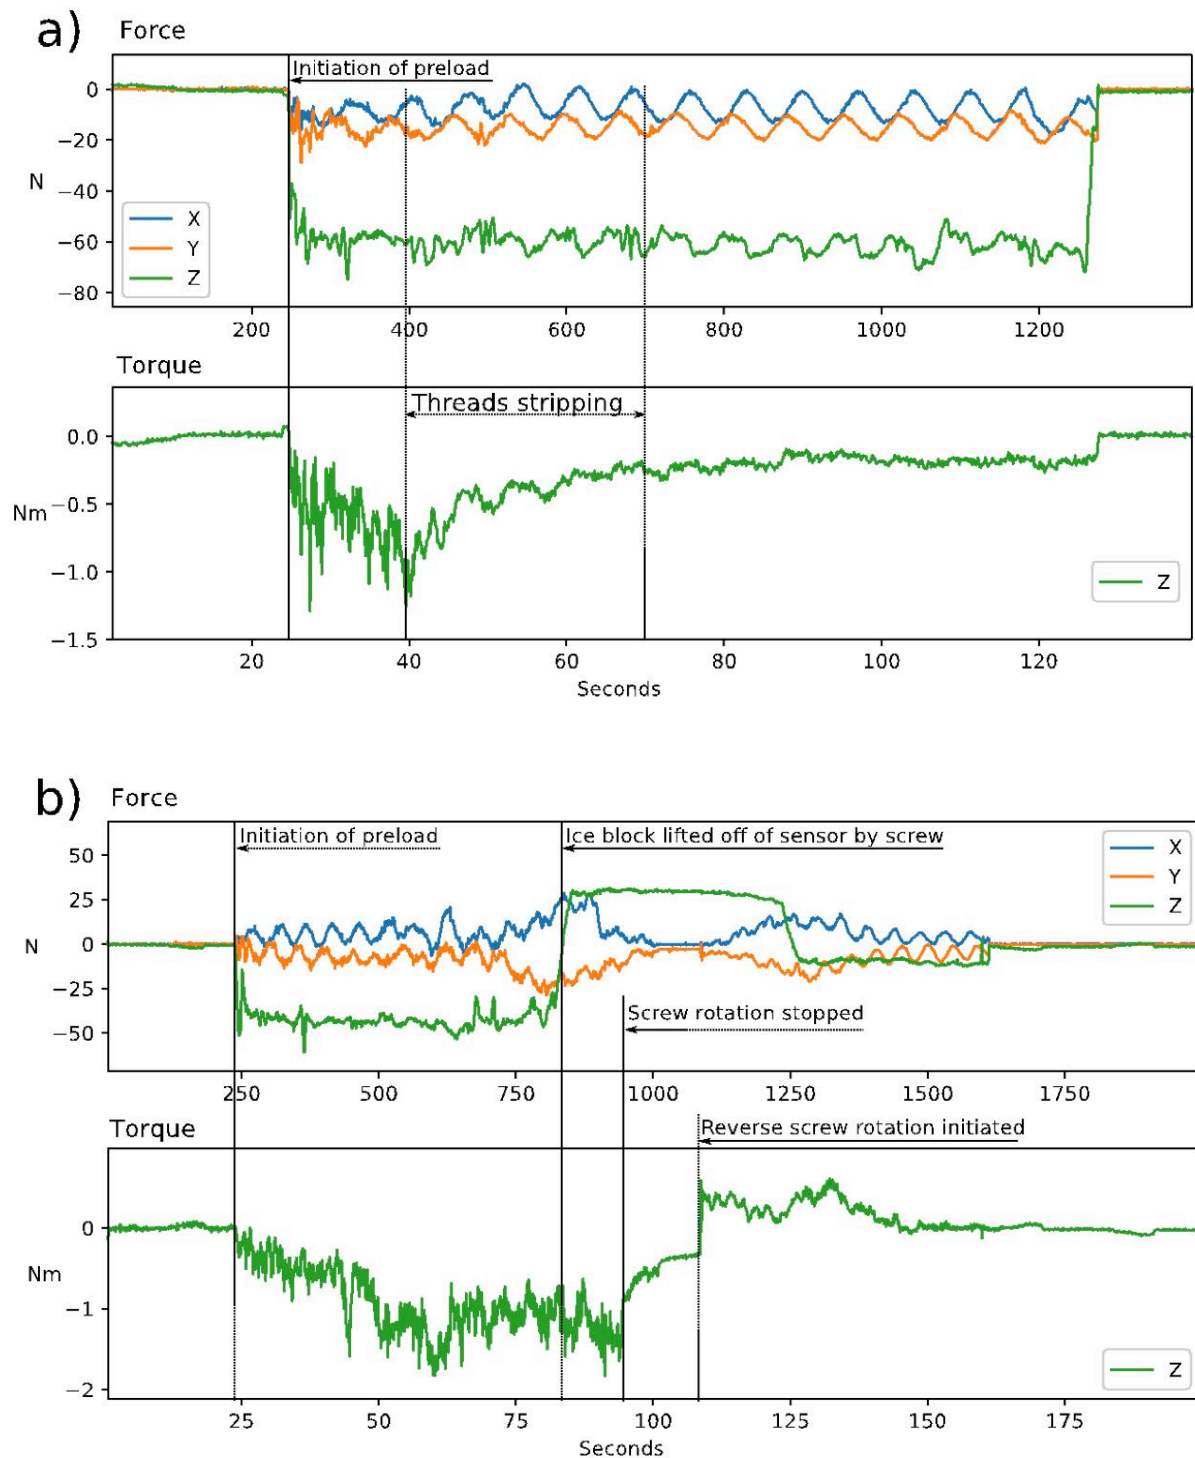 a)
Force
Initiation of preload
0
−20
N
−40
−60
−80
X
Y
Z
200 400 600 800 1000 1200
Torque
Threads stripping
0.0
−0.5
Nm
−1.0
−1.5
Z
20 40 60 80 100 120
Seconds
b)
Force
Initiation of preload
Ice block lifted off of sensor by screw
50
25
N
0
−25
−50
X
Y
Z
Screw rotation stopped
250 500 750 1000 1250 1500 1750
Torque
Reverse screw rotation initiated
0
Nm
−1
−2
Z
25 50 75 100 125 150 175
Seconds